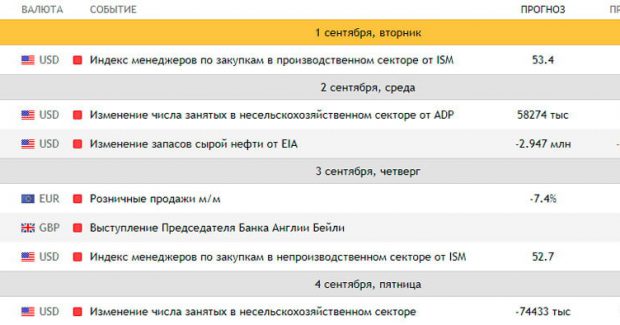 ВАЛЮТА СОБЫТИЕ ПРОГНОЗ
1 сентября, вторник
USD Индекс менеджеров по закупкам в производственном секторе от ISM 53.4
2 сентября, среда
USD Изменение числа занятых в несельскохозяйственном секторе от ADP 58274 тыс
USD Изменение запасов сырой нефти от EIA -2.947 млн
3 сентября, четверг
EUR Розничные продажи м/м -7.4%
GBP Выступление Председателя Банка Англии Бейли
USD Индекс менеджеров по закупкам в непроизводственном секторе от ISM 52.7
4 сентября, пятница
USD Изменение числа занятых в несельскохозяйственном секторе -74433 тыс